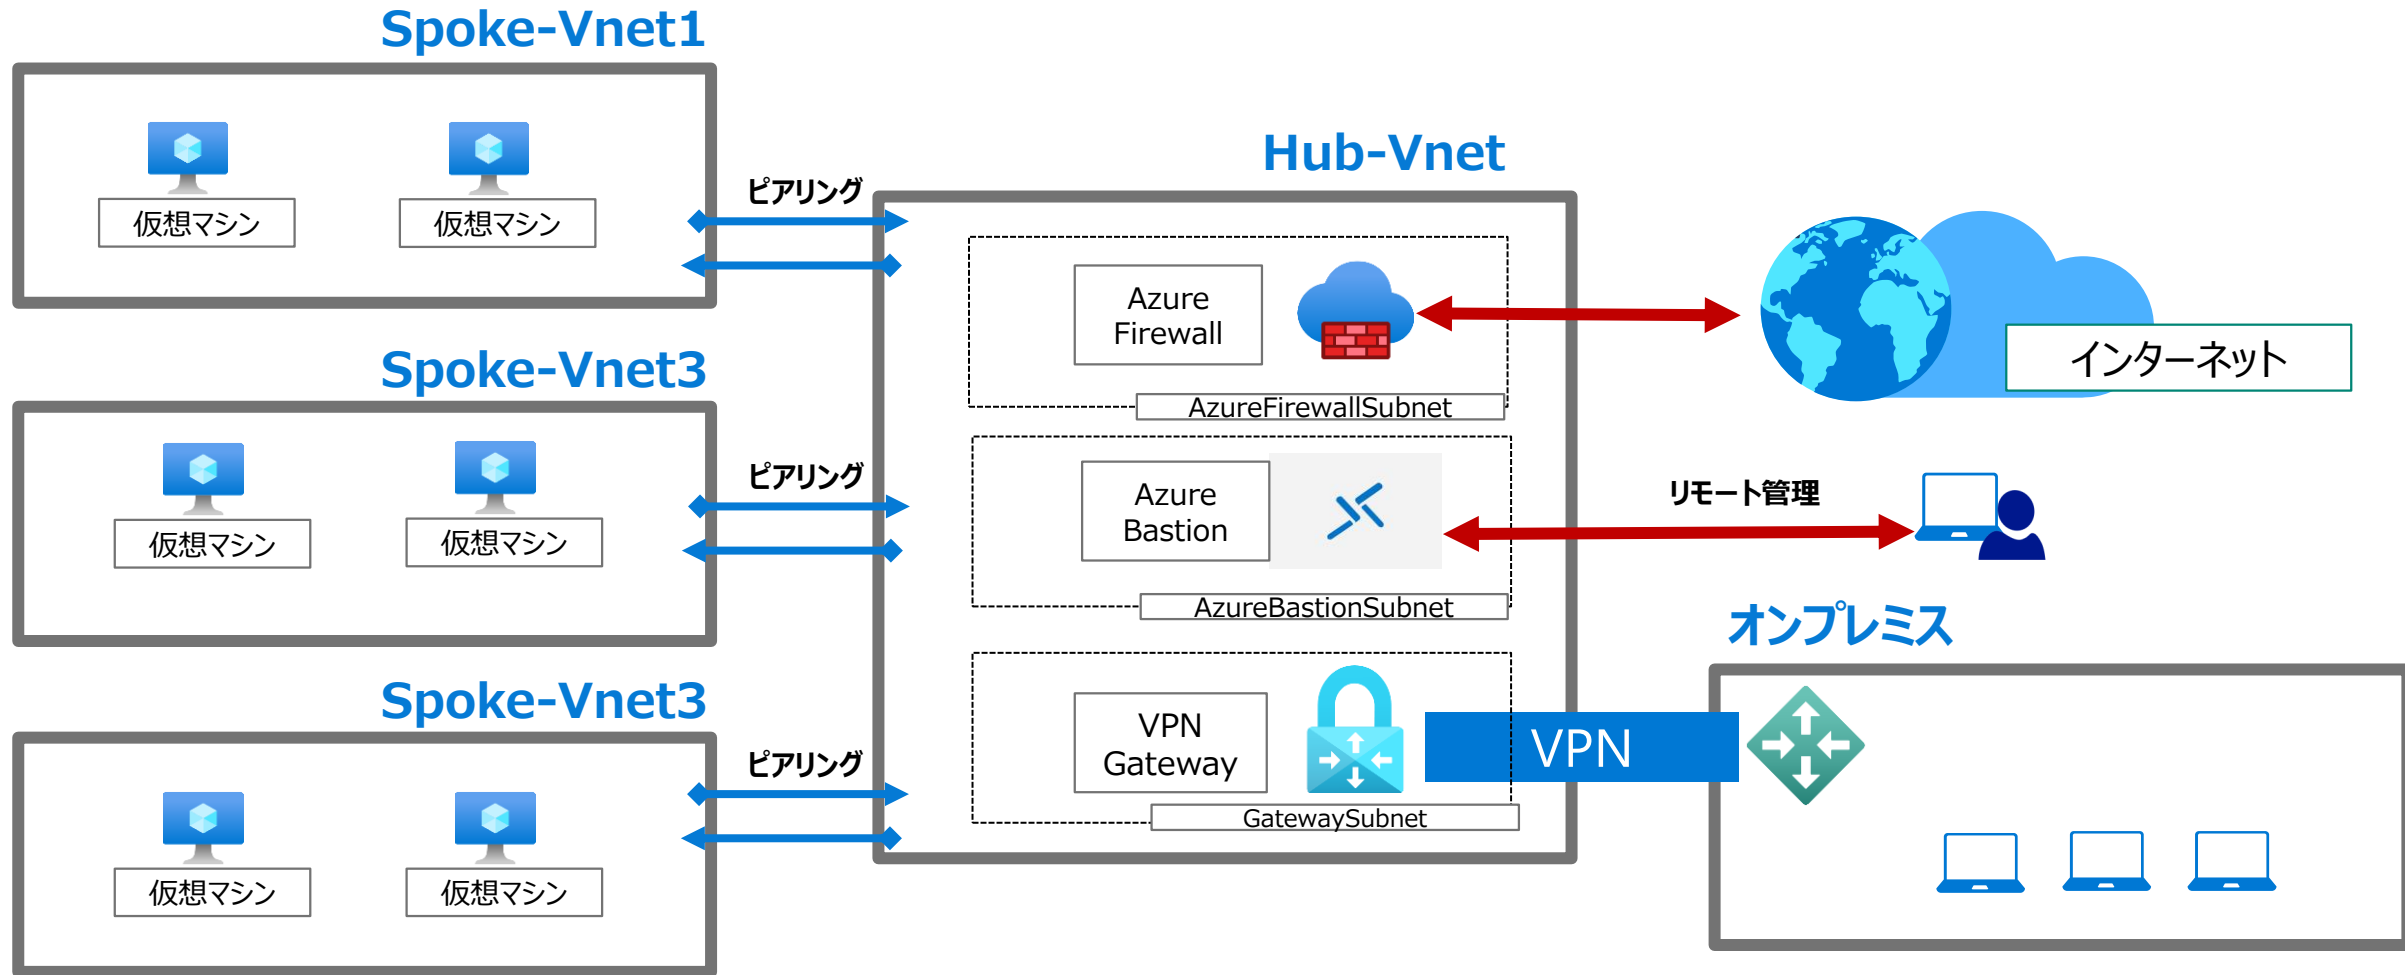 Spoke-Vnet1
仮想マシン
仮想マシン
ピアリング
Spoke-Vnet3
仮想マシン
仮想マシン
ピアリング
Spoke-Vnet3
仮想マシン
仮想マシン
ピアリング
Hub-Vnet
Azure
Firewall
AzureFirewallSubnet
Azure
Bastion
AzureBastionSubnet
VPN
Gateway
GatewaySubnet
インターネット
リモート管理
オンプレミス
VPN